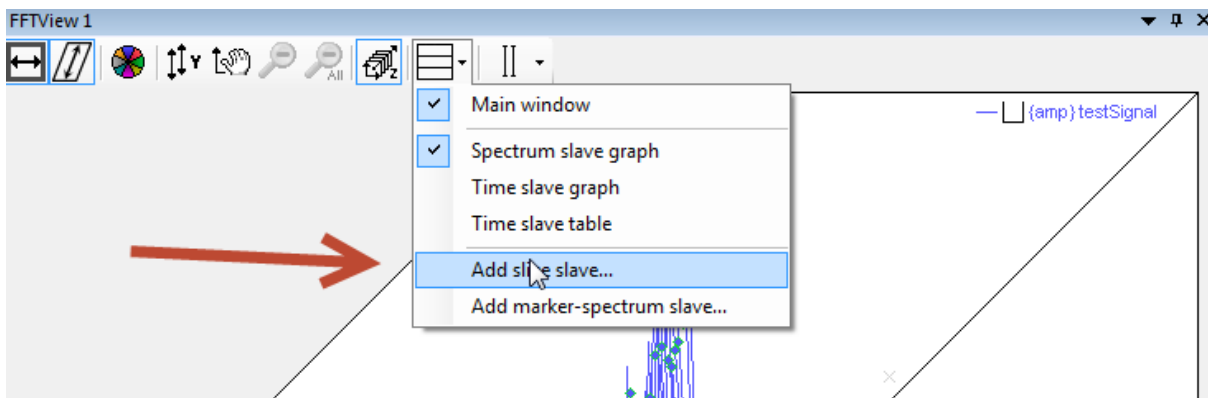 FFTView 1
Y
All
z
Main window
{amp} testSignal
Spectrum slave graph
Time slave graph
Time slave table
Add slice slave...
Add marker-spectrum slave...